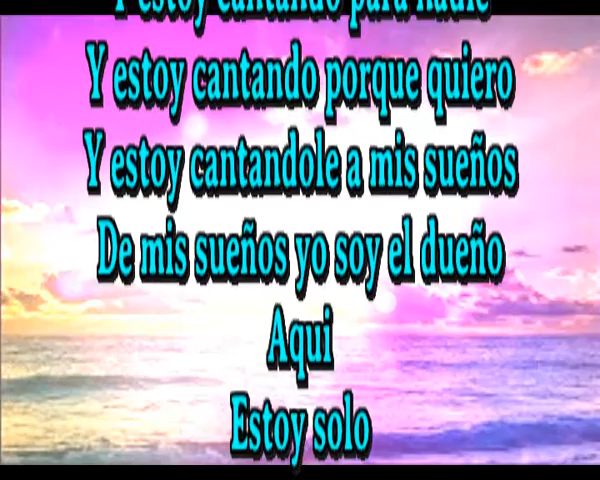 Y estoy cantando para nadie
Y estoy cantando porque quiero
Y estoy cantandole a mis sueños
De mis sueños yo soy el dueño
Aqui
Estoy solo